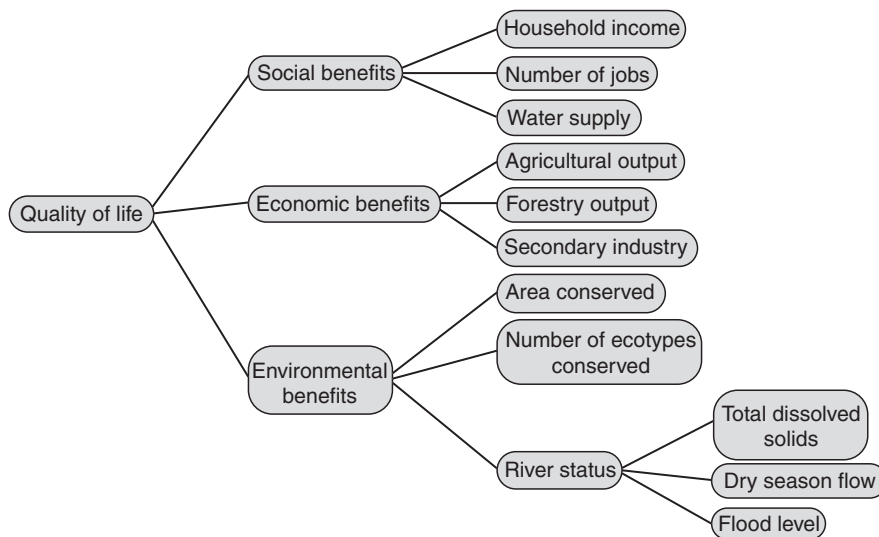 Household income
Social benefits
Number of jobs
Water supply
Agricultural output
Quality of life
Economic benefits
Forestry output
Secondary industry
Area conserved
Number of ecotypes
conserved
Environmental
benefits
Total dissolved
solids
River status
Dry season flow
Flood level